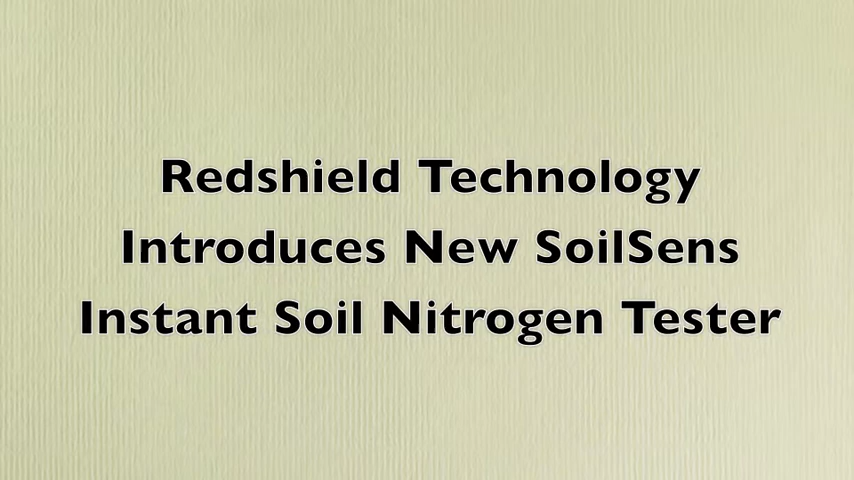 Redshield Technology
Introduces New SoilSens
Instant Soil Nitrogen Tester